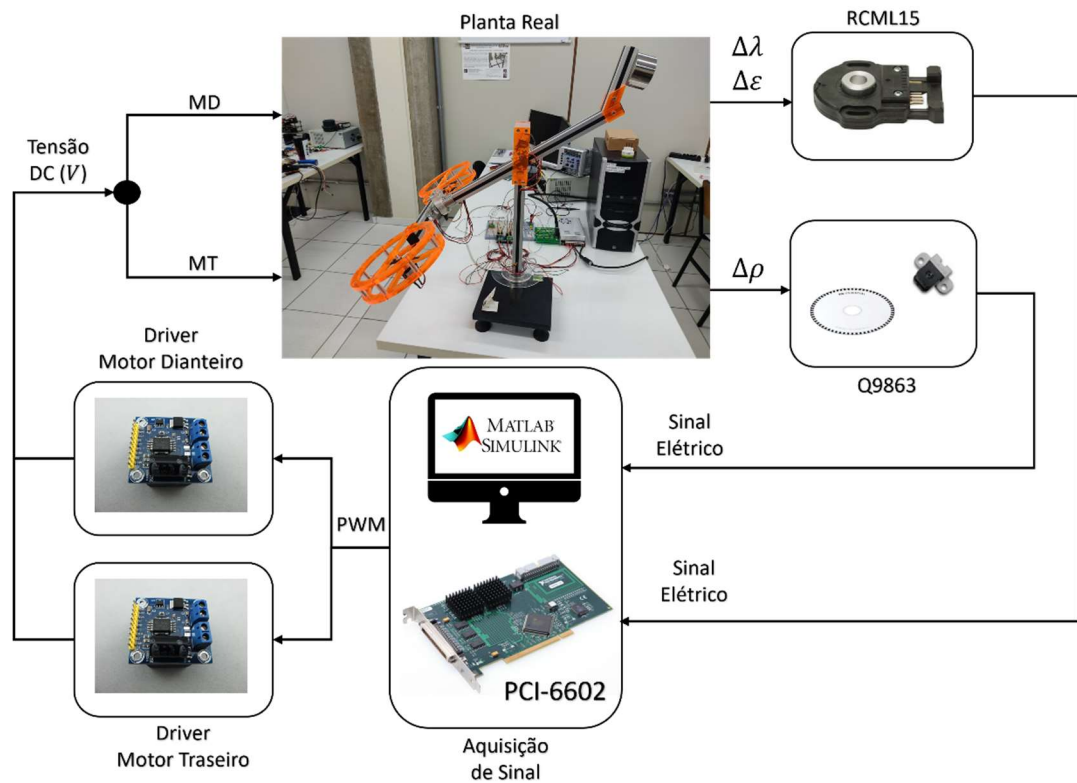 Planta Real
RCML15
Δλ
Δε
MD
Tensão
DC (V)
MT
Δρ
Q9863
Driver
Motor Dianteiro
MATLAB
SIMULINK
Sinal
Elétrico
PWM
Sinal
Elétrico
PCI-6602
Driver
Motor Traseiro
Aquisição
de Sinal